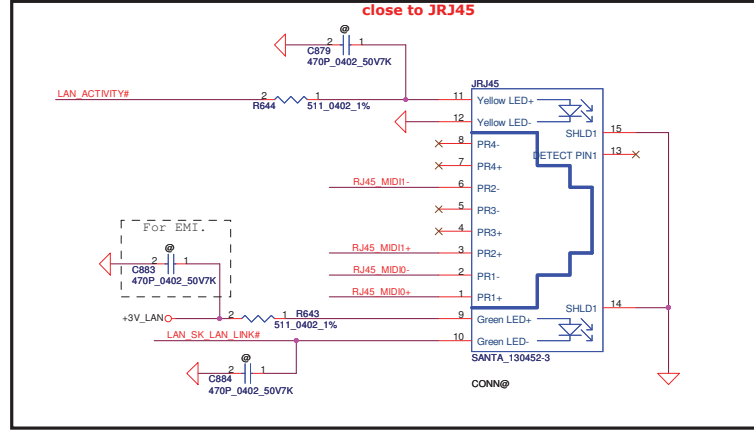 close to JRJ45
@
2 1
C879
470P_0402_50V7K
JRJ45
LAN_ACTIVITY#
2 1
R644
511_0402_1%
11 Yellow LED+
12 Yellow LED-
SHLD1 15
8 PR4-
DETECT PIN1 13
7 PR4+
RJ45_MIDI1-
6 PR2-
5 PR3-
4 PR3+
For EMI.
@
2 1
C883
470P_0402_50V7K
RJ45_MIDI1+
3 PR2+
RJ45_MIDI0-
2 PR1-
RJ45_MIDI0+
1 PR1+
SHLD1 14
+3V_LAN
2 1
R643
511_0402_1%
9 Green LED+
LAN_SK_LAN_LINK#
10 Green LED-
@
2 1
C884
470P_0402_50V7K
SANTA_130452-3
CONN@